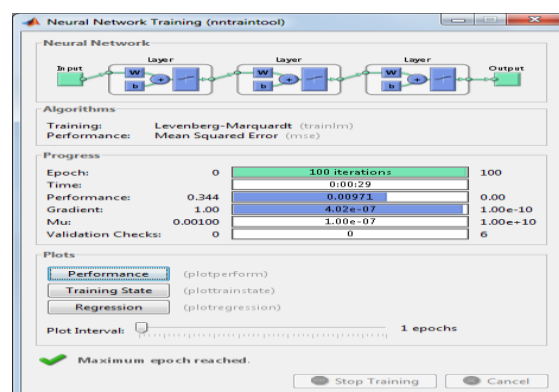 Neural Network Training (nntraintool)
Neural Network
Layer Layer Layer
Input Output
W W W
b + b + b +
Algorithms
Training: Levenberg-Marquardt (trainlm)
Performance: Mean Squared Error (mse)
Progress
Epoch: 0 100 iterations 100
Time: 0:00:29
Performance: 0.344 0.00971 0.00
Gradient: 1.00 4.02e-07 1.00e-10
Mu: 0.00100 1.00e-07 1.00e+10
Validation Checks: 0 0 6
Plots
Performance (plotperform)
Training State (plottrainstate)
Regression (plotregression)
Plot Interval: 1 epochs
Maximum epoch reached.
Stop Training Cancel